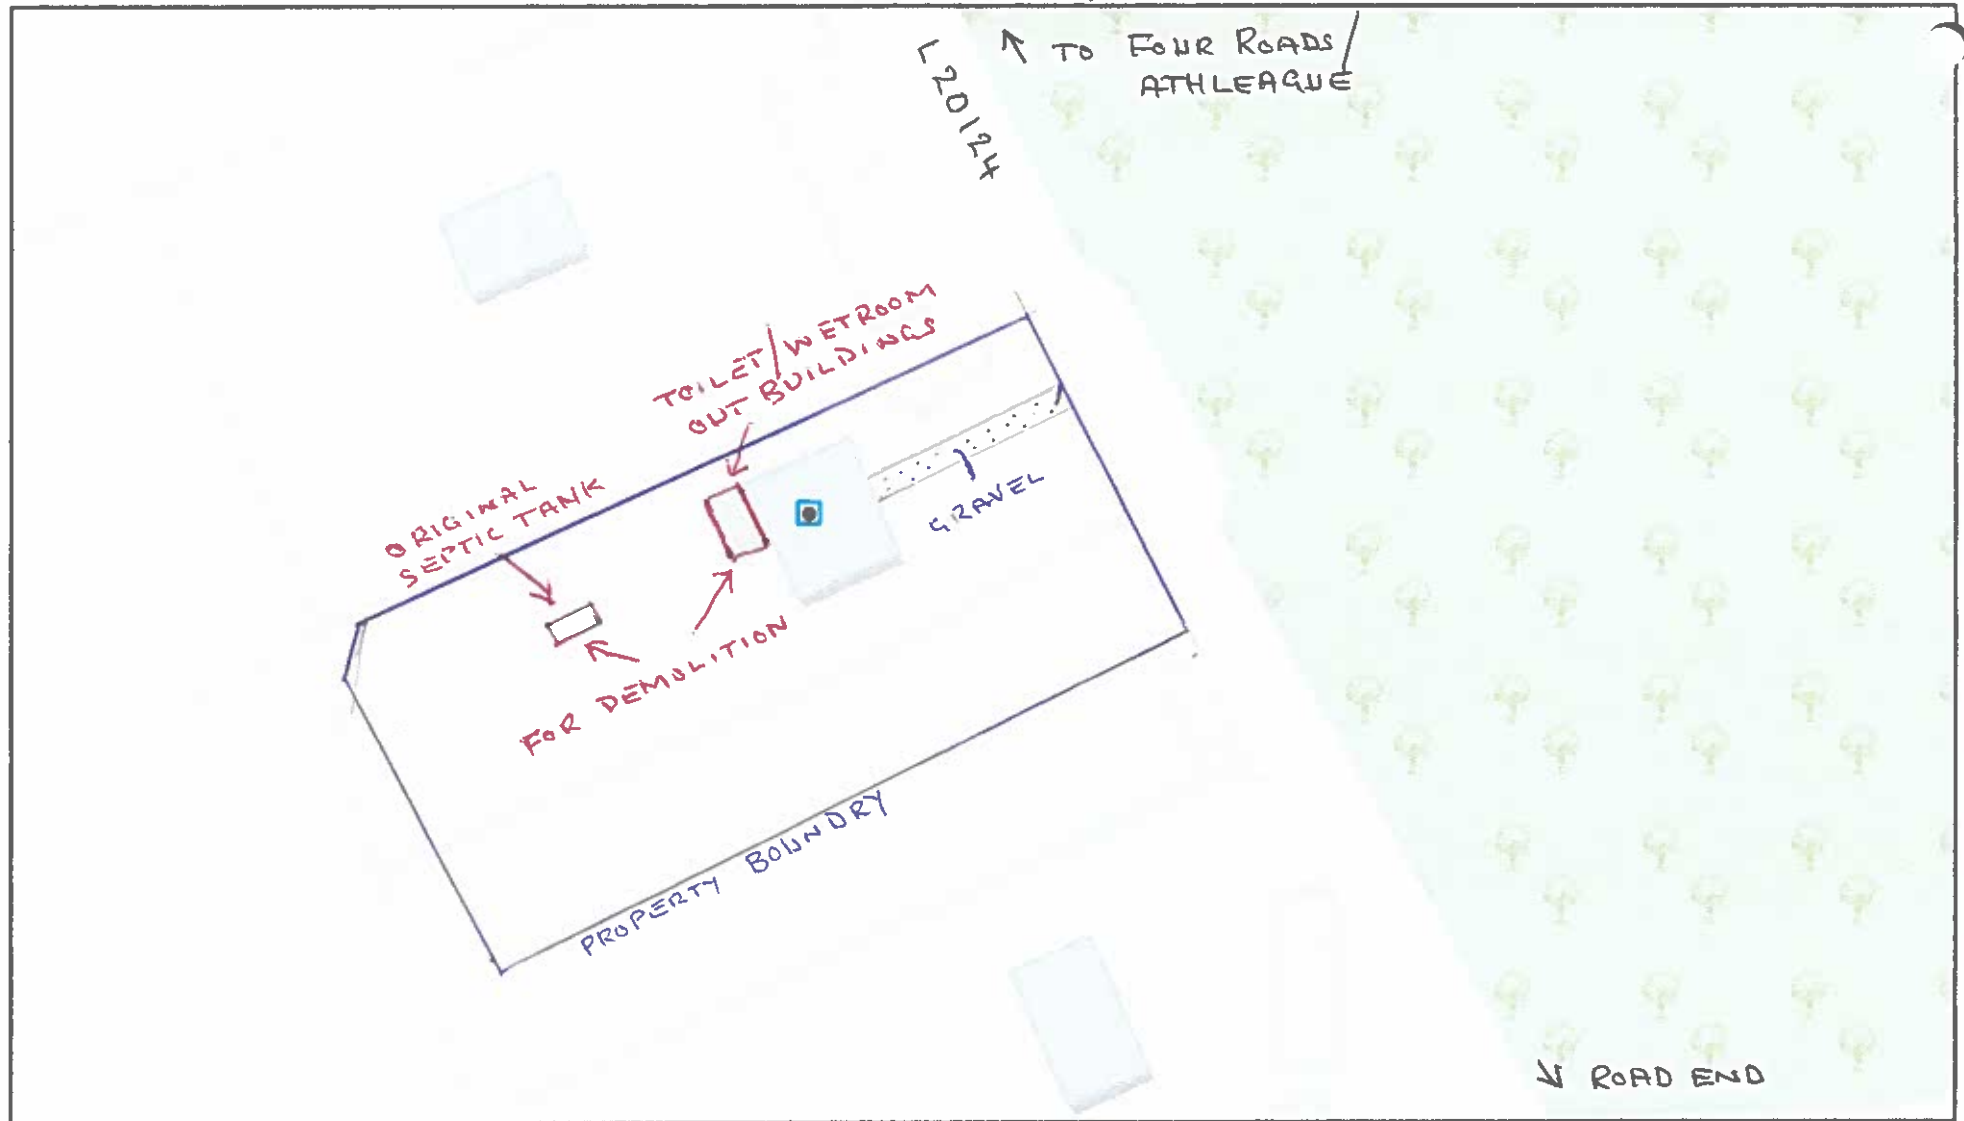 ↑ TO FOUR ROADS/
ATHLEAGUE
L20124
TOILET/WETROOM
OUT BUILDINGS
ORIGINAL
SEPTIC TANK
GRAVEL
FOR DEMOLITION
PROPERTY BOUNDRY
↘ ROAD END